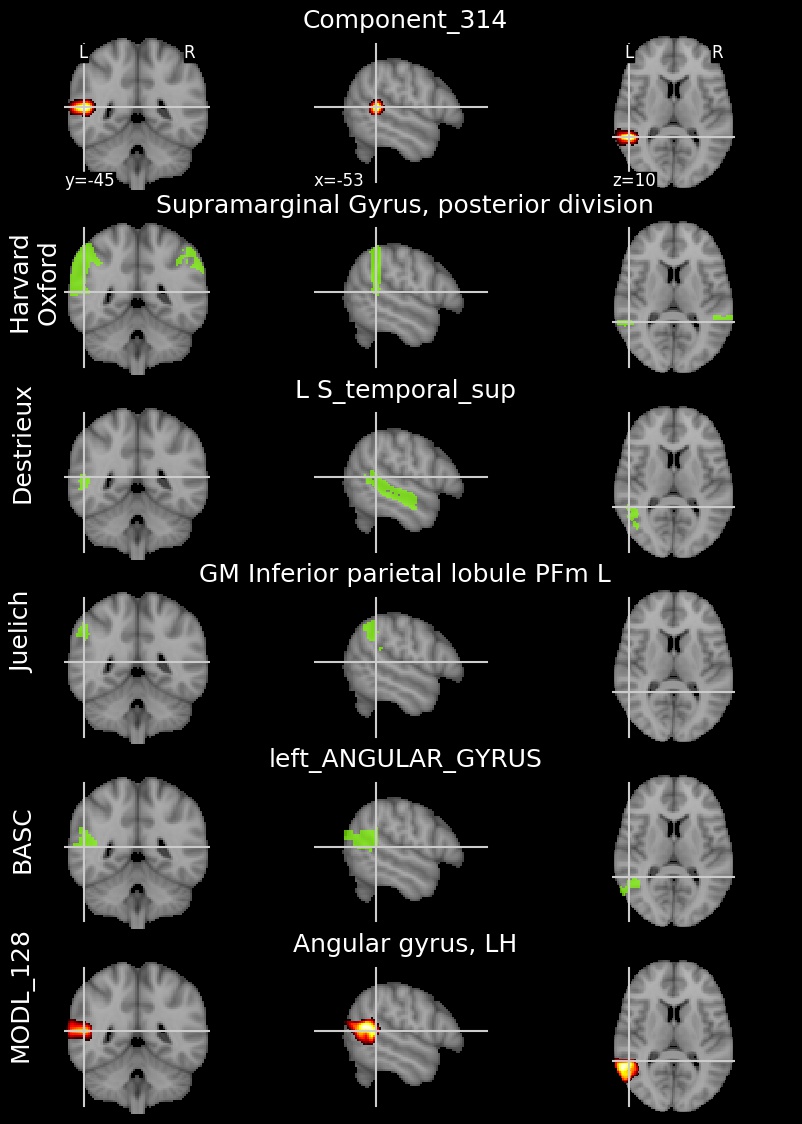 Component_314
L R
L R
y=-45
x=-53
z=10
Supramarginal Gyrus, posterior division
Harvard
Oxford
L S_temporal_sup
Destrieux
GM Inferior parietal lobule PFm L
Juelich
left_ANGULAR_GYRUS
BASC
Angular gyrus, LH
MODL_128